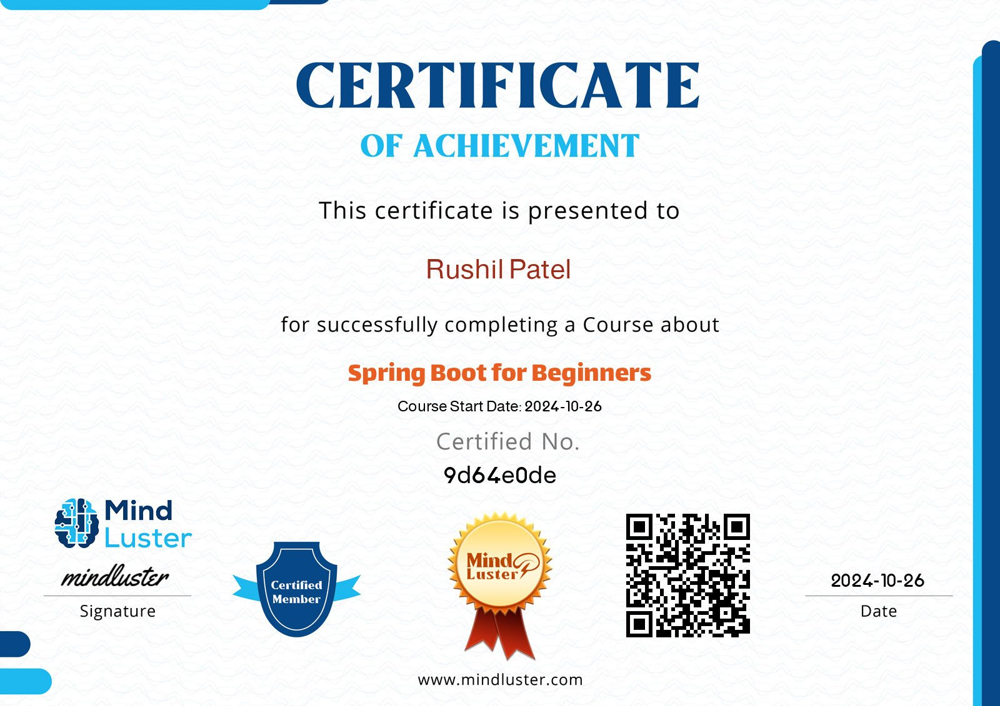 CERTIFICATE
OF ACHIEVEMENT
This certificate is presented to
Rushil Patel
for successfully completing a Course about
Spring Boot for Beginners
Course Start Date: 2024-10-26
Certified No.
9d64e0de
Mind
Luster
mindluster
Signature
Certified
Member
Mind
Luster
2024-10-26
Date
www.mindluster.com